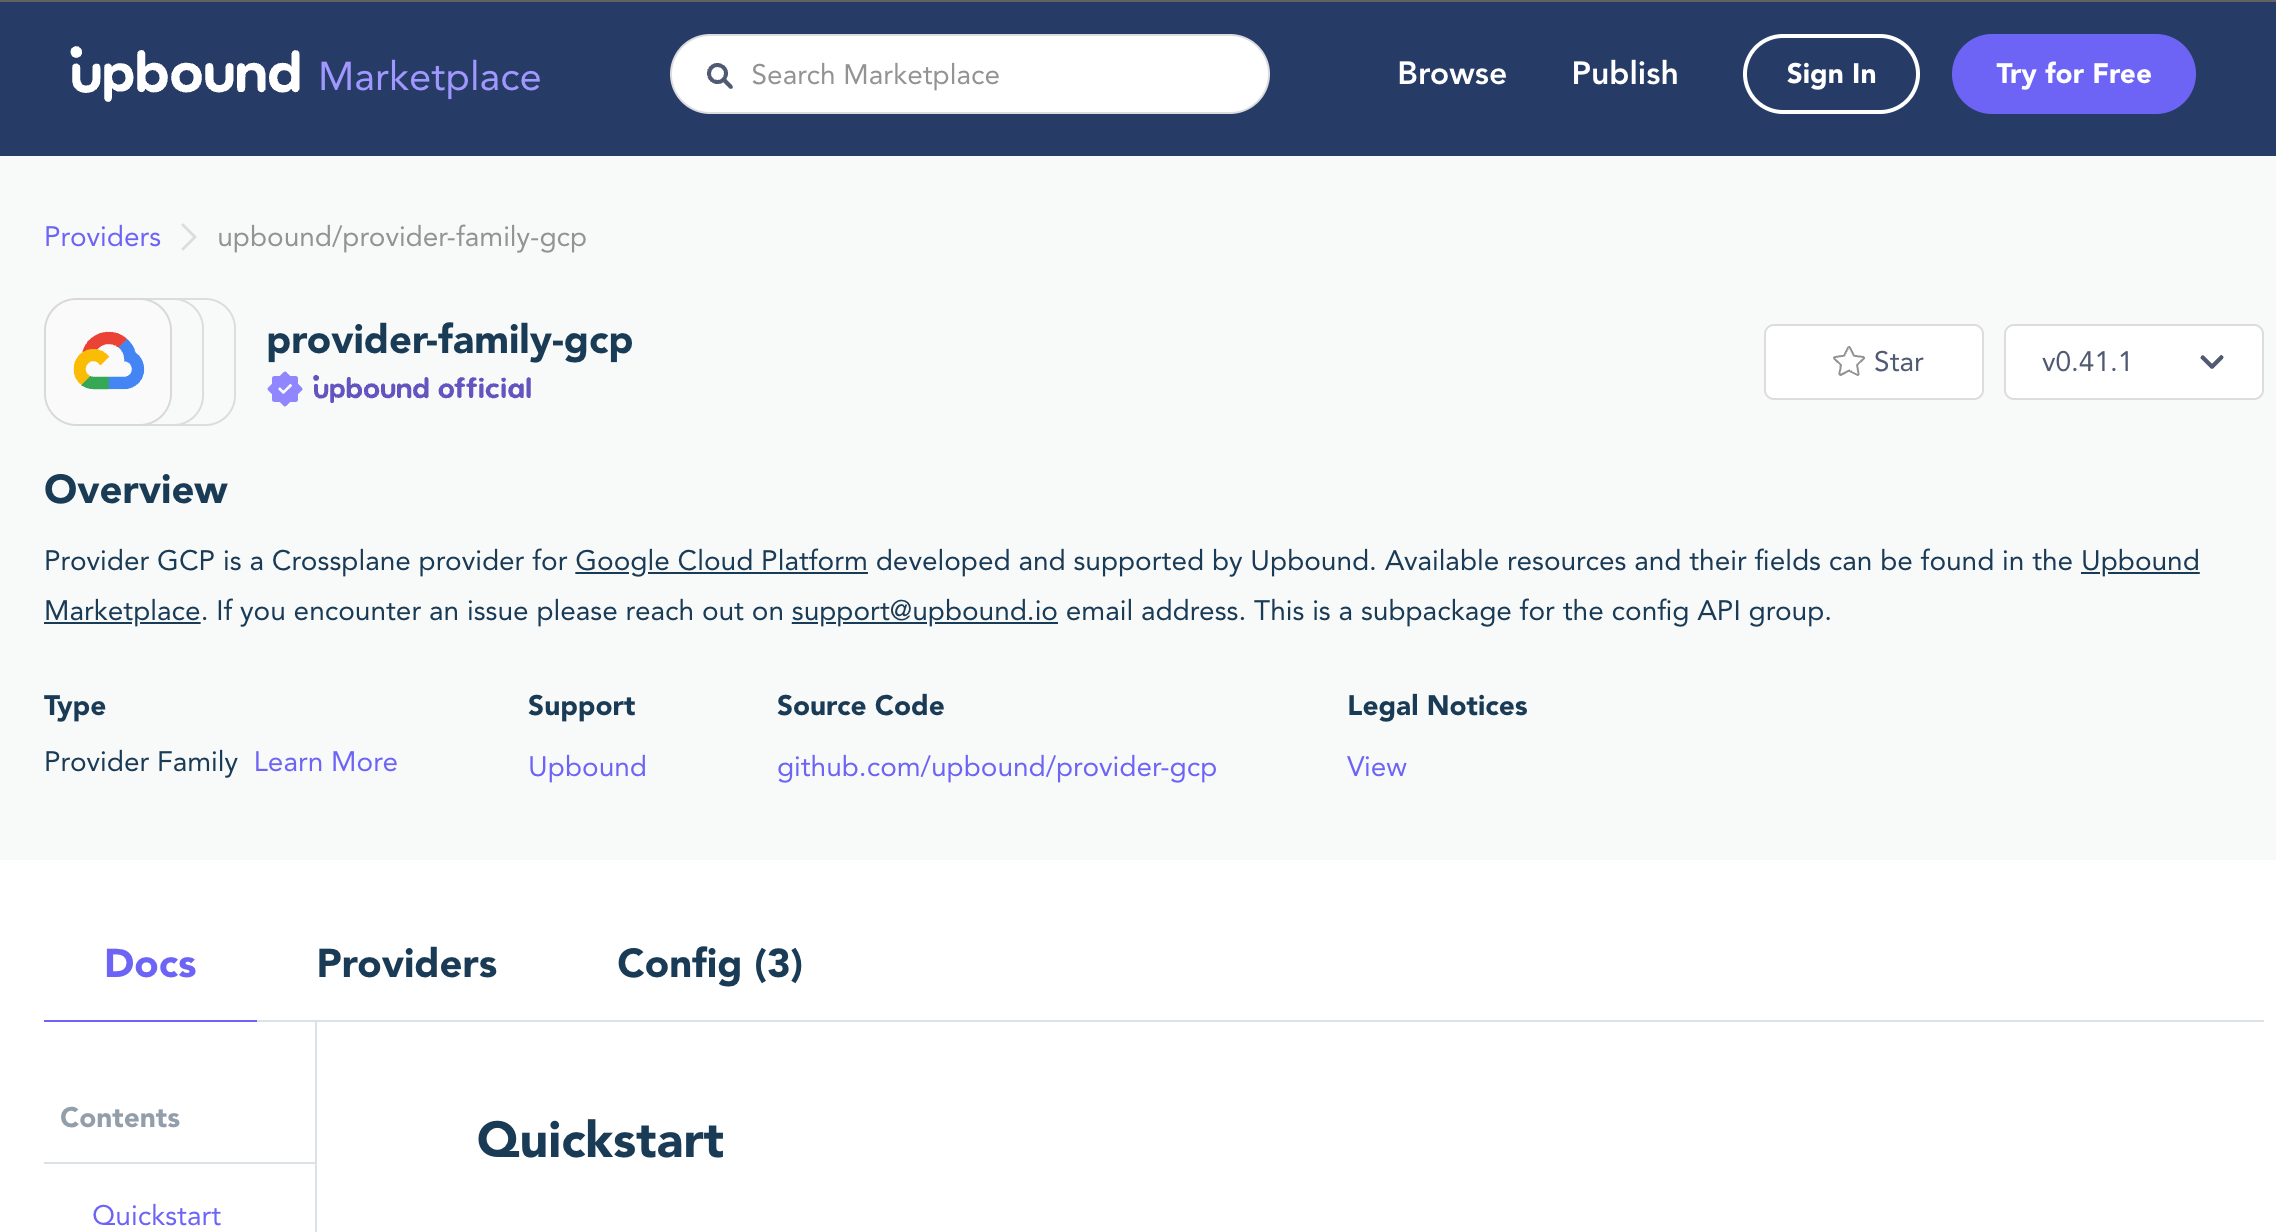 upbound Marketplace
Search Marketplace
Browse
Publish
Sign In
Try for Free
Providers
upbound/provider-family-gcp
provider-family-gcp
upbound official
Star
v0.41.1
Overview
Provider GCP is a Crossplane provider for Google Cloud Platform developed and supported by Upbound. Available resources and their fields can be found in the Upbound
Marketplace. If you encounter an issue please reach out on support@upbound.io email address. This is a subpackage for the config API group.
Type
Provider Family Learn More
Support
Upbound
Source Code
github.com/upbound/provider-gcp
Legal Notices
View
Docs
Providers
Config (3)
Contents
Quickstart
Quickstart